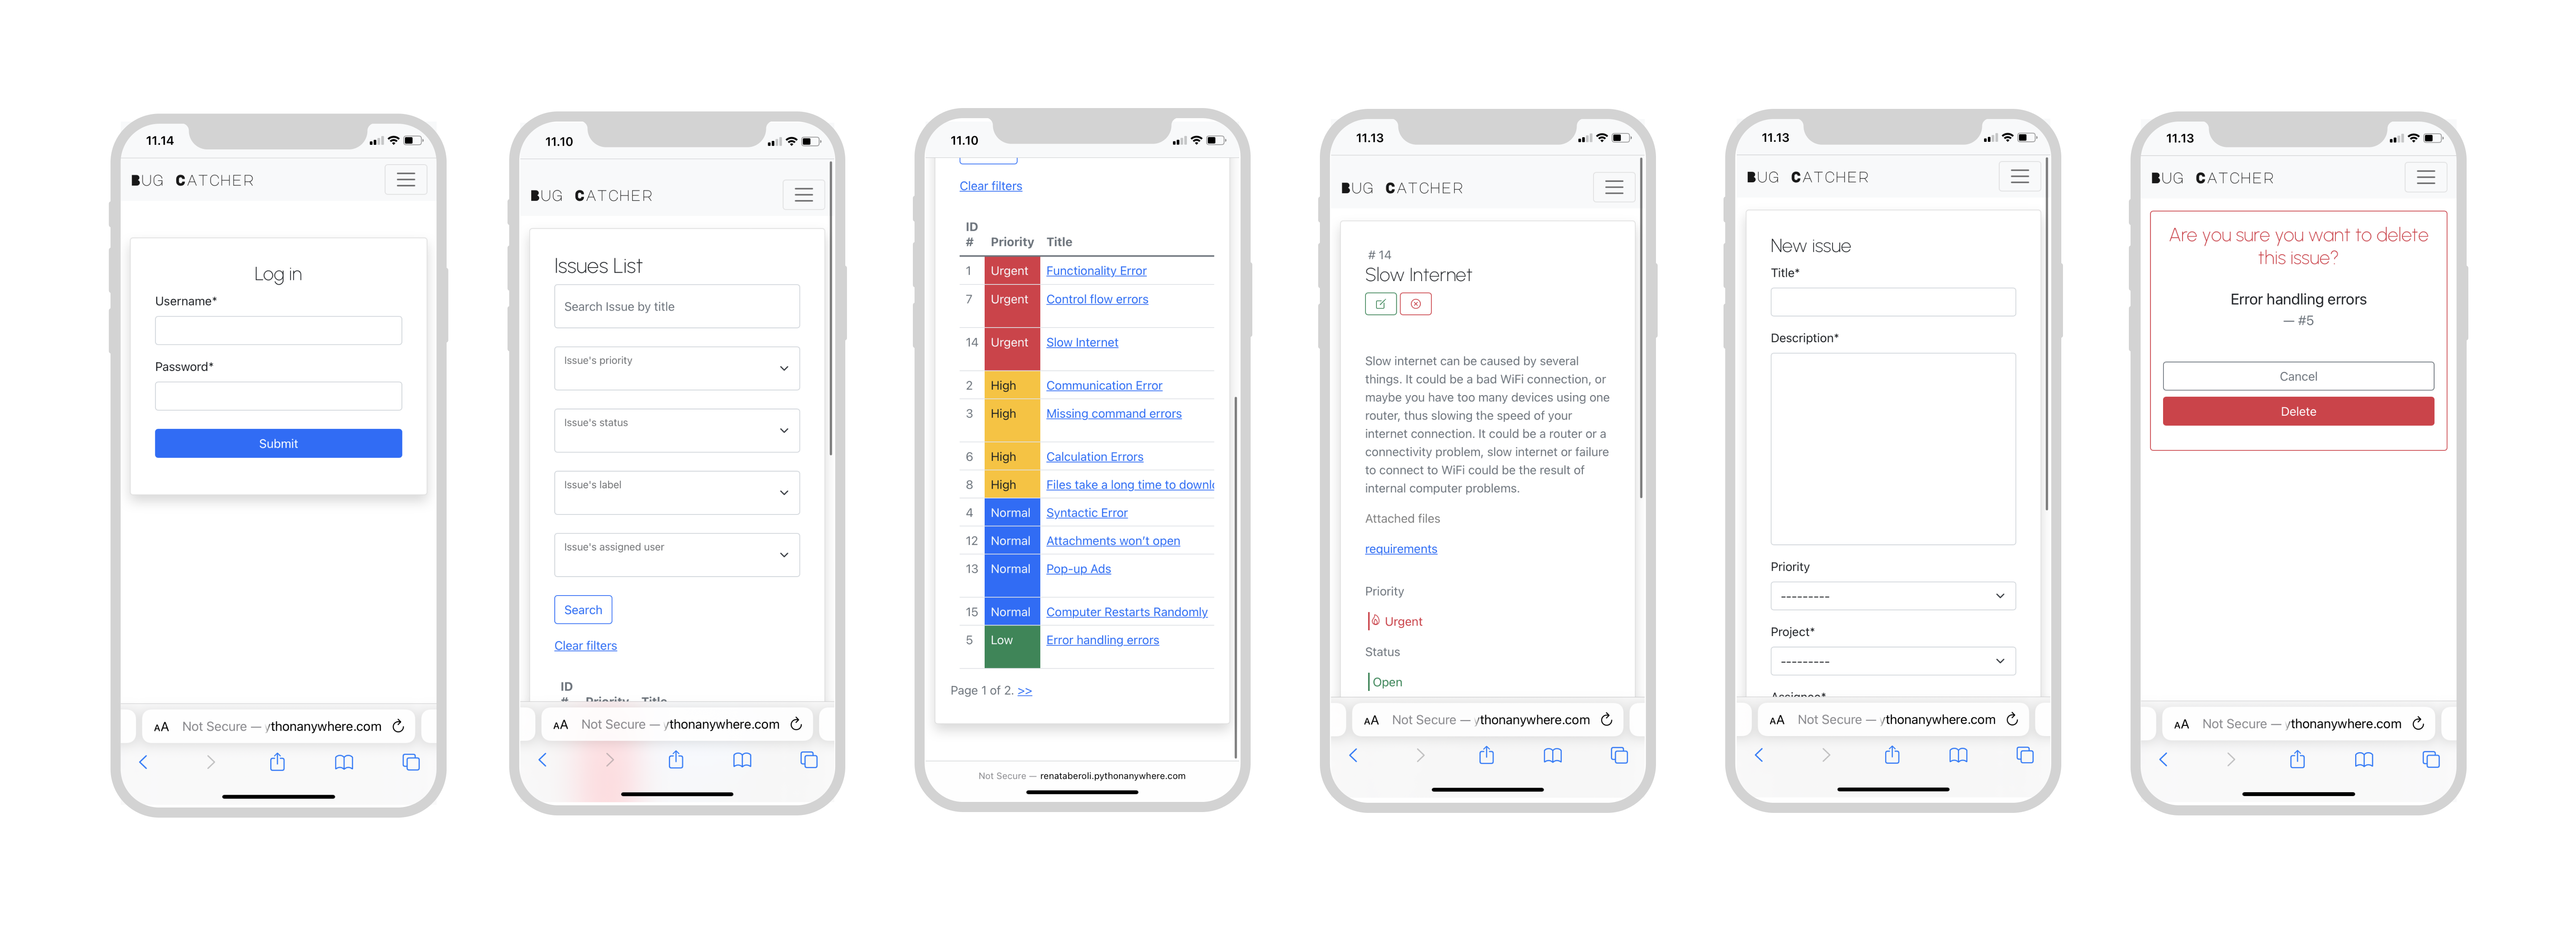 11.14
BUG CATCHER
Log in
Username*
Password*
Submit
AA Not Secure — ythonanywhere.com
11.10
BUG CATCHER
Issues List
Search Issue by title
Issue's priority
Issue's status
Issue's label
Issue's assigned user
Search
Clear filters
ID
# Priority Title
AA Not Secure — ythonanywhere.com
11.10
Clear filters
ID
# Priority Title
1 Urgent Functionality Error
7 Urgent Control flow errors
14 Urgent Slow Internet
2 High Communication Error
3 High Missing command errors
6 High Calculation Errors
8 High Files take a long time to downl
4 Normal Syntactic Error
12 Normal Attachments won't open
13 Normal Pop-up Ads
15 Normal Computer Restarts Randomly
5 Low Error handling errors
Page 1 of 2. >>
Not Secure — renataberoli.pythonanywhere.com
11.13
BUG CATCHER
# 14
Slow Internet
Slow internet can be caused by several
things. It could be a bad WiFi connection, or
maybe you have too many devices using one
router, thus slowing the speed of your
internet connection. It could be a router or a
connectivity problem, slow internet or failure
to connect to WiFi could be the result of
internal computer problems.
Attached files
requirements
Priority
Urgent
Status
Open
AA Not Secure — ythonanywhere.com
11.13
BUG CATCHER
New issue
Title*
Description*
Priority
---------
Project*
---------
Assignee*
AA Not Secure — ythonanywhere.com
11.13
BUG CATCHER
Are you sure you want to delete
this issue?
Error handling errors
— #5
Cancel
Delete
AA Not Secure — ythonanywhere.com